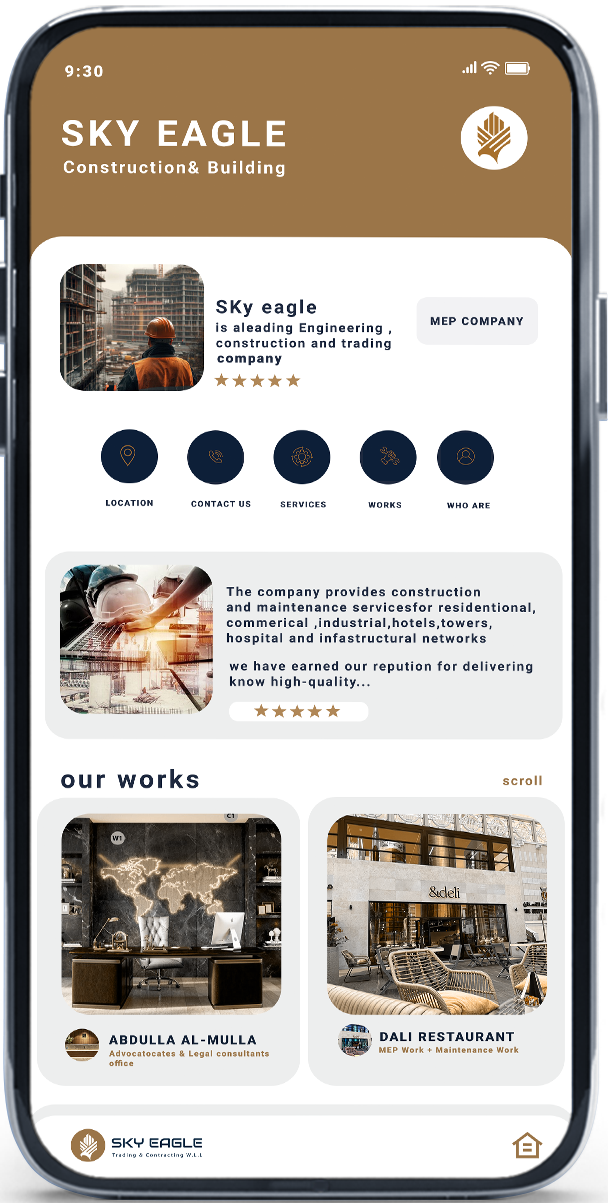 9:30
SKY EAGLE
Construction& Building
SKy eagle
is aleading Engineering ,
construction and trading
company
MEP COMPANY
LOCATION
CONTACT US
SERVICES
WORKS
WHO ARE
The company provides construction
and maintenance servicesfor residentional,
commerical ,industrial,hotels,towers,
hospital and infastructural networks
we have earned our repution for delivering
know high-quality...
our works
scroll
C1
W1
&deli
ABDULLA AL-MULLA
Advocatocates & Legal consultants
office
DALI RESTAURANT
MEP Work + Maintenance Work
SKY EAGLE
Trading & Contracting W.L.L